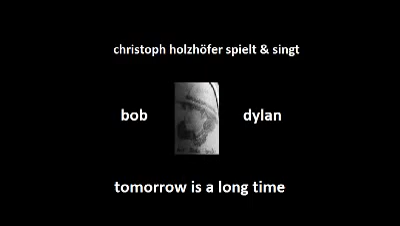 christoph holzhöfer spielt & singt
bob dylan
tomorrow is a long time